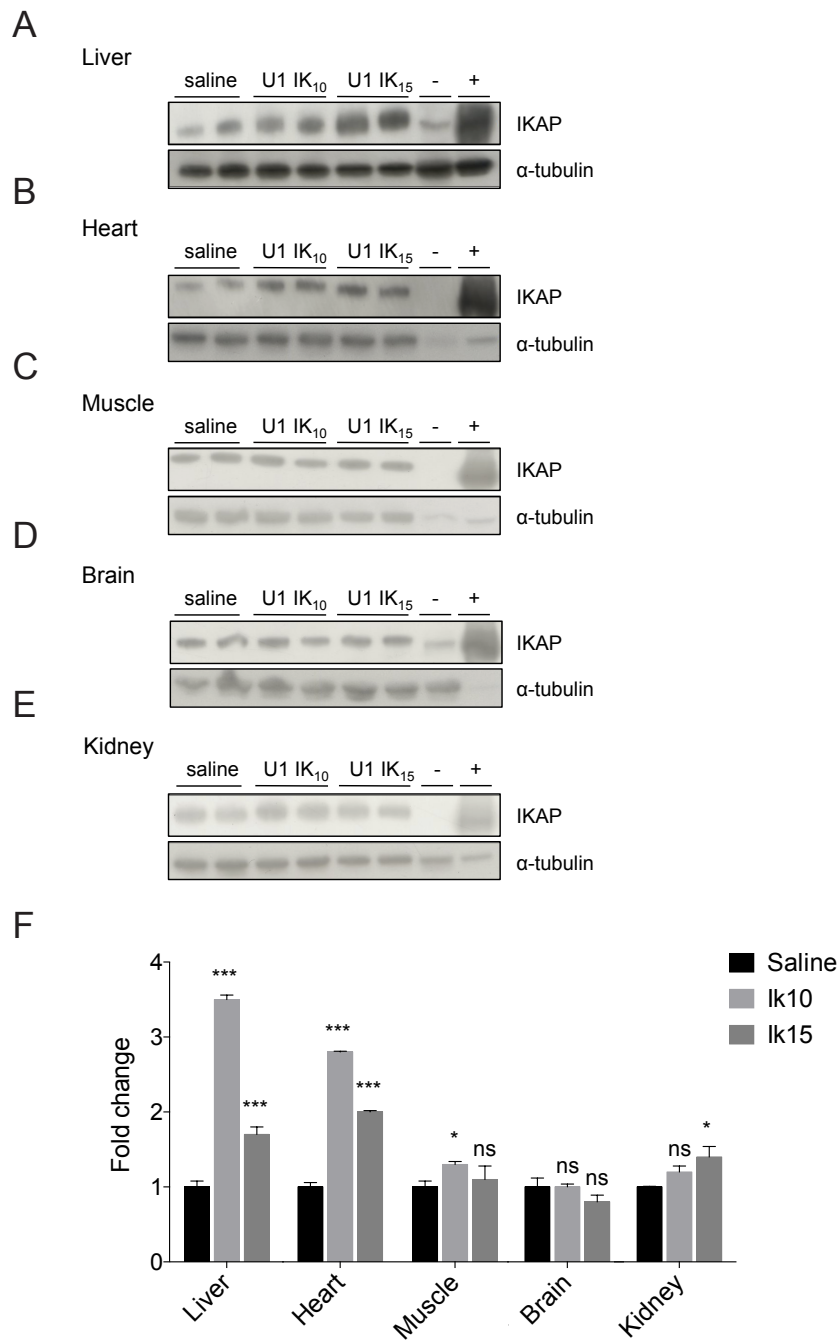 A
Liver
saline U1 IK₁₀ U1 IK₁₅ - +
IKAP
α-tubulin
B
Heart
saline U1 IK₁₀ U1 IK₁₅ - +
IKAP
α-tubulin
C
Muscle
saline U1 IK₁₀ U1 IK₁₅ - +
IKAP
α-tubulin
D
Brain
saline U1 IK₁₀ U1 IK₁₅ - +
IKAP
α-tubulin
E
Kidney
saline U1 IK₁₀ U1 IK₁₅ - +
IKAP
α-tubulin
F
Saline
Ik10
Ik15
Fold change
4
3
2
1
0
*** ***
*** ***
* ns
ns ns
ns *
Liver Heart Muscle Brain Kidney